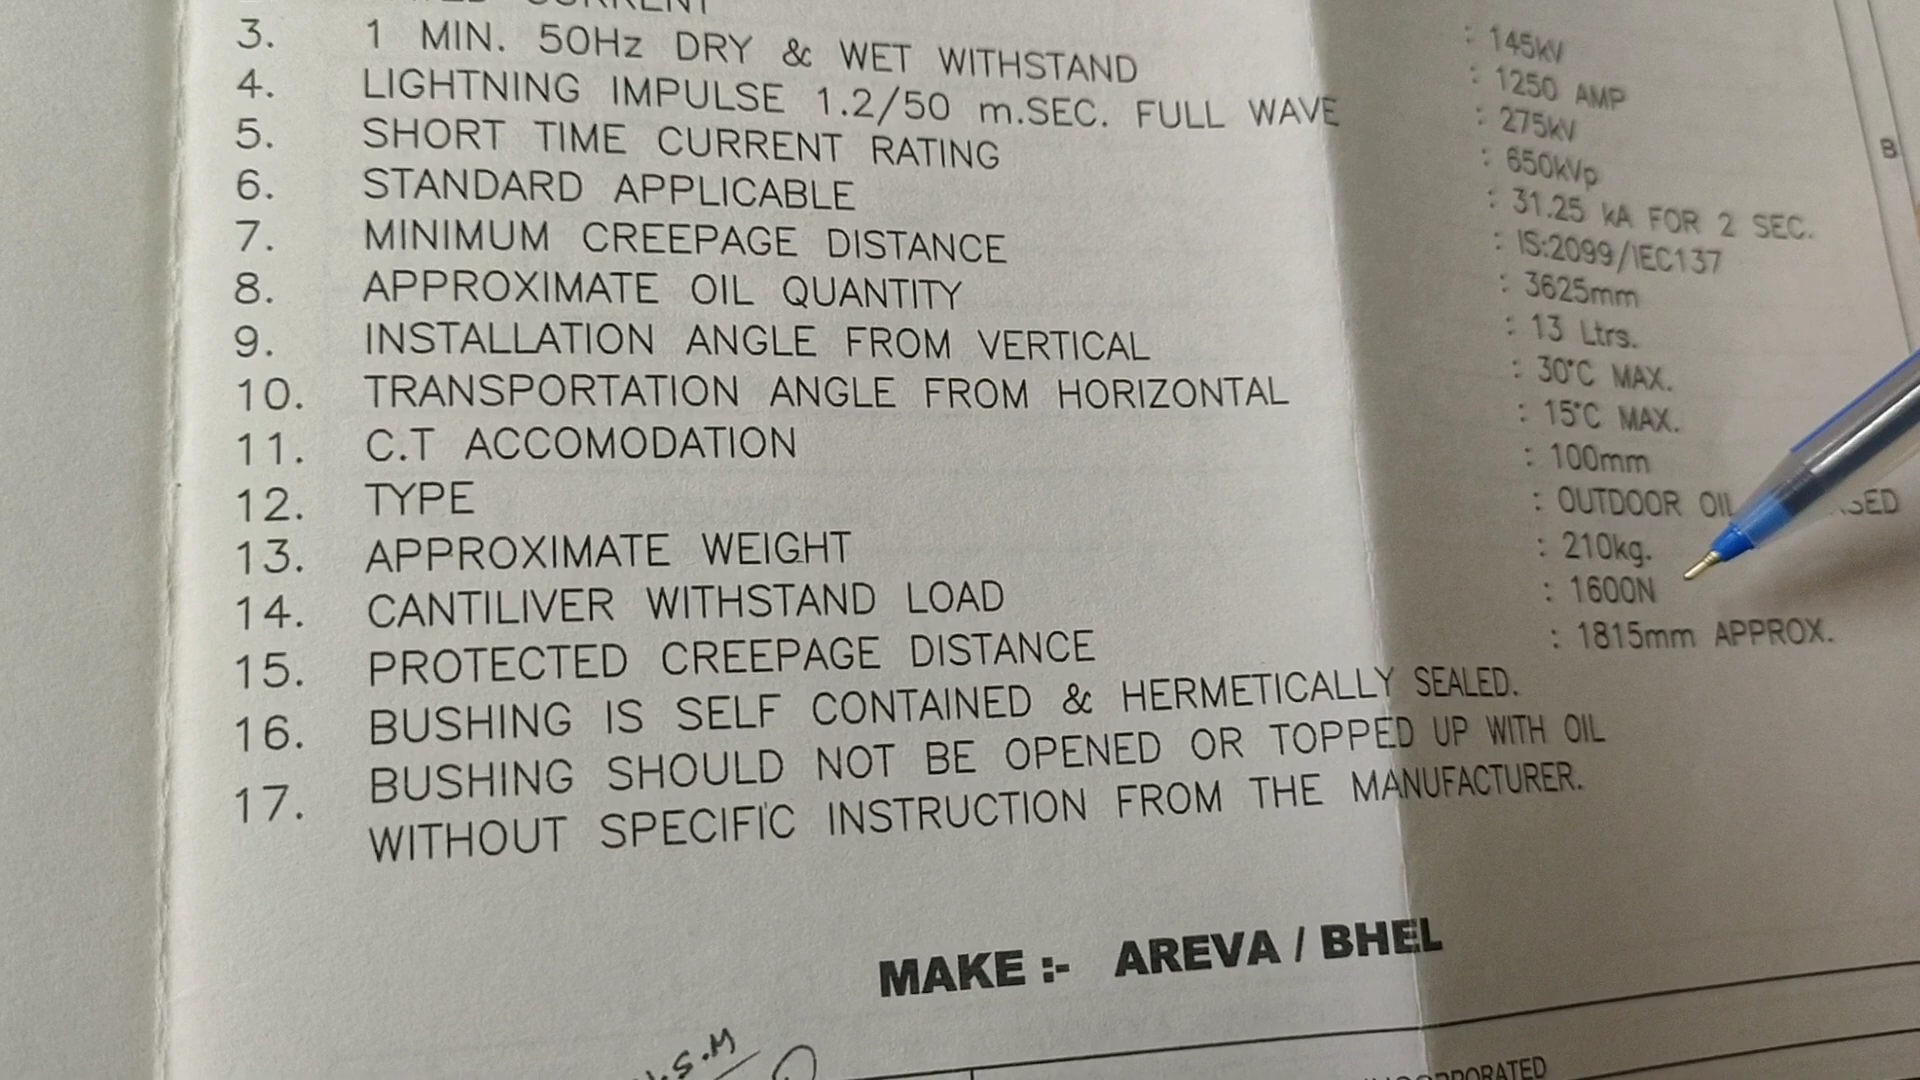 3. 1 MIN. 50Hz DRY & WET WITHSTAND
4. LIGHTNING IMPULSE 1.2/50 m.SEC. FULL WAVE
5. SHORT TIME CURRENT RATING
6. STANDARD APPLICABLE
7. MINIMUM CREEPAGE DISTANCE
8. APPROXIMATE OIL QUANTITY
9. INSTALLATION ANGLE FROM VERTICAL
10. TRANSPORTATION ANGLE FROM HORIZONTAL
11. C.T ACCOMODATION
12. TYPE
13. APPROXIMATE WEIGHT
14. CANTILIVER WITHSTAND LOAD
15. PROTECTED CREEPAGE DISTANCE
16. BUSHING IS SELF CONTAINED & HERMETICALLY SEALED.
17. BUSHING SHOULD NOT BE OPENED OR TOPPED UP WITH OIL
WITHOUT SPECIFIC INSTRUCTION FROM THE MANUFACTURER.
: 145kV
: 1250 AMP
: 275kV
: 650kVp
: 31.25 kA FOR 2 SEC.
: IS:2099/IEC137
: 3625mm
: 13 Ltrs.
: 30°C MAX.
: 15°C MAX.
: 100mm
: OUTDOOR OIL
: 210kg.
: 1600N
: 1815mm APPROX.
B
MAKE :- AREVA / BHEL